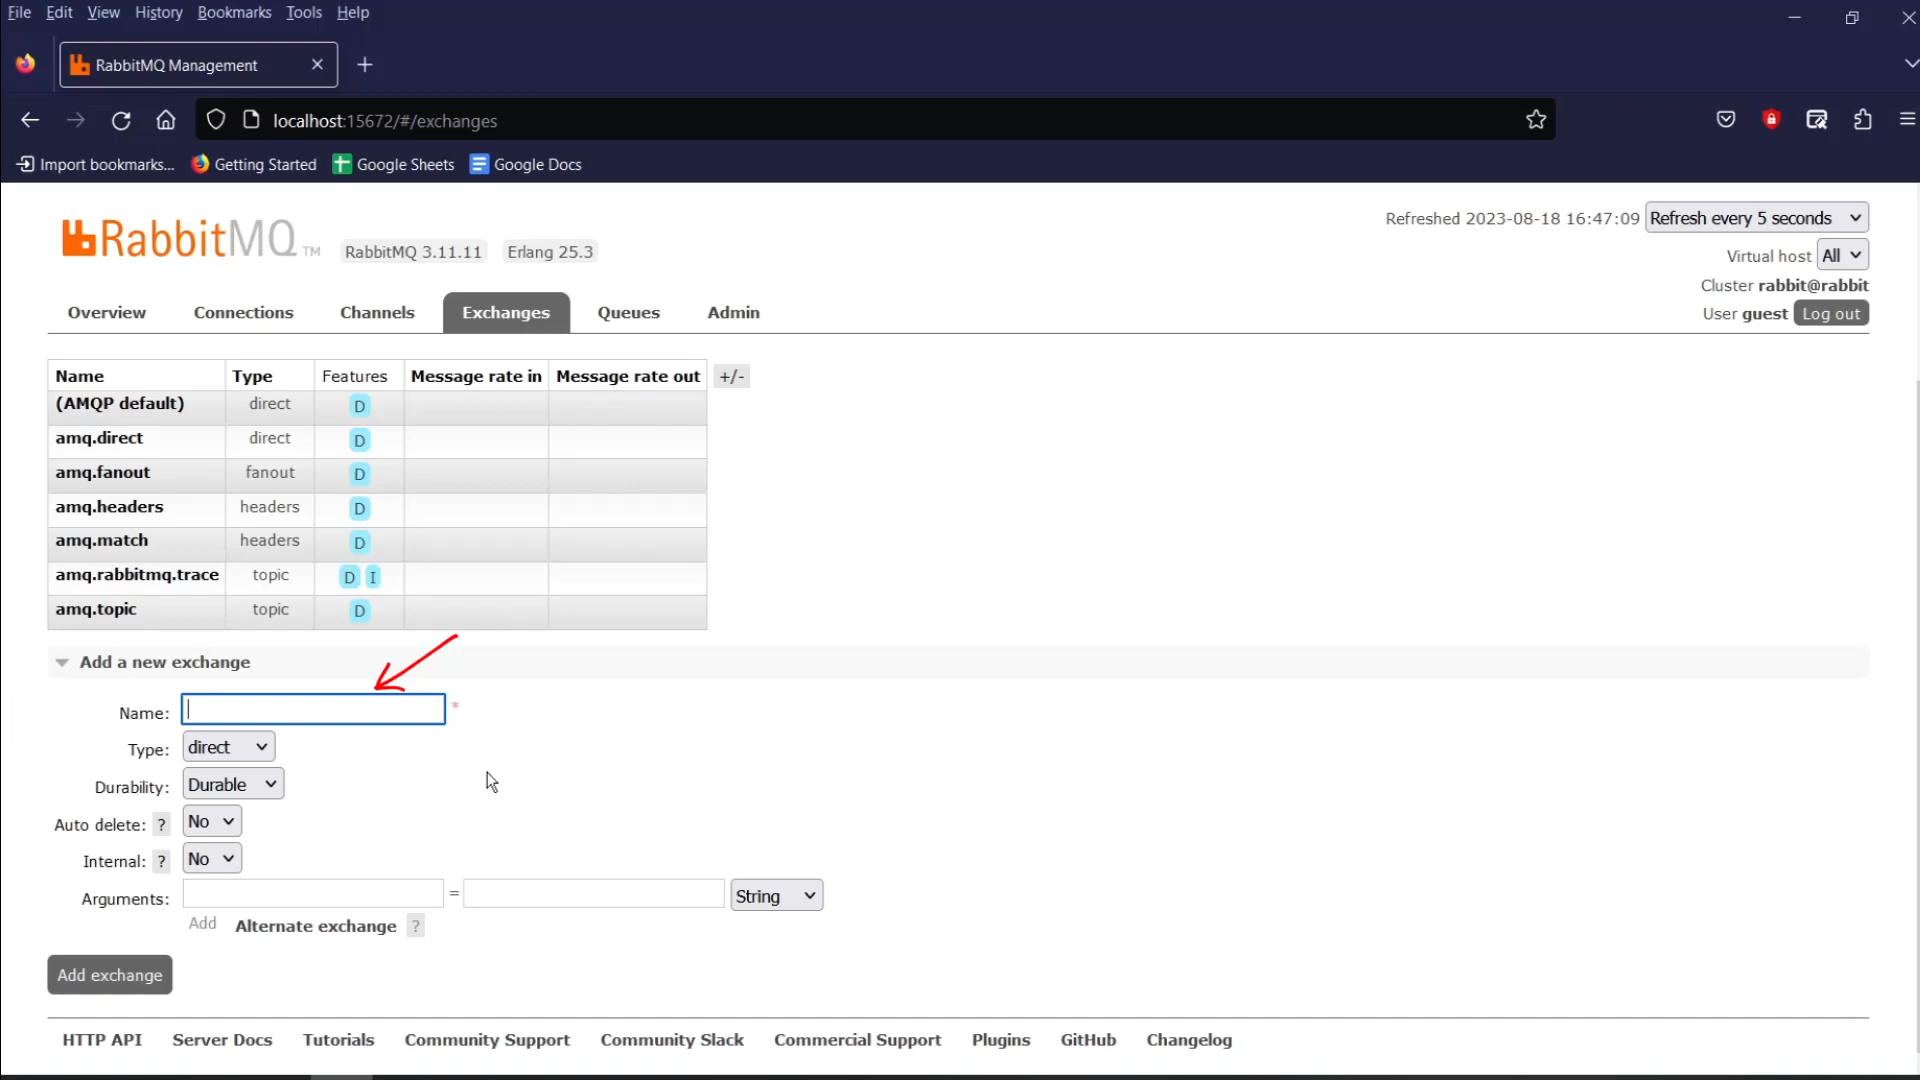 File Edit View History Bookmarks Tools Help
RabbitMQ Management
localhost:15672/#/exchanges
Import bookmarks... Getting Started Google Sheets Google Docs
RabbitMQ TM RabbitMQ 3.11.11 Erlang 25.3
Refreshed 2023-08-18 16:47:09 Refresh every 5 seconds
Virtual host All
Cluster rabbit@rabbit
User guest Log out
Overview Connections Channels Exchanges Queues Admin
Name Type Features Message rate in Message rate out +/-
(AMQP default) direct D
amq.direct direct D
amq.fanout fanout D
amq.headers headers D
amq.match headers D
amq.rabbitmq.trace topic D I
amq.topic topic D
Add a new exchange
Name: *
Type: direct
Durability: Durable
Auto delete: ? No
Internal: ? No
Arguments: = String
Add Alternate exchange ?
Add exchange
HTTP API Server Docs Tutorials Community Support Community Slack Commercial Support Plugins GitHub Changelog